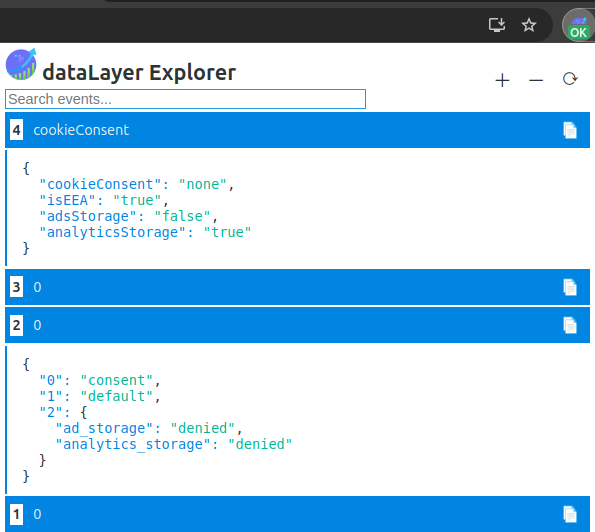 OK
dataLayer Explorer
+ − ⟳
Search events...
4 cookieConsent
{
"cookieConsent": "none",
"isEEA": "true",
"adsStorage": "false",
"analyticsStorage": "true"
}
3 0
2 0
{
"0": "consent",
"1": "default",
"2": {
"ad_storage": "denied",
"analytics_storage": "denied"
}
}
1 0